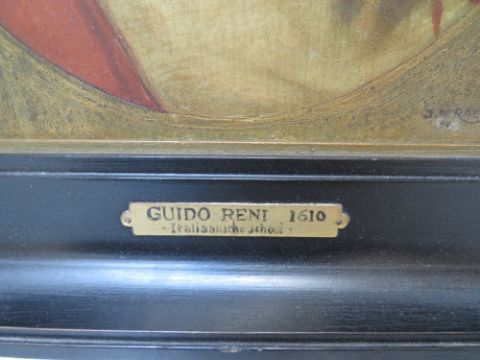 GUIDO RENI 1610
- Italiaansche school -